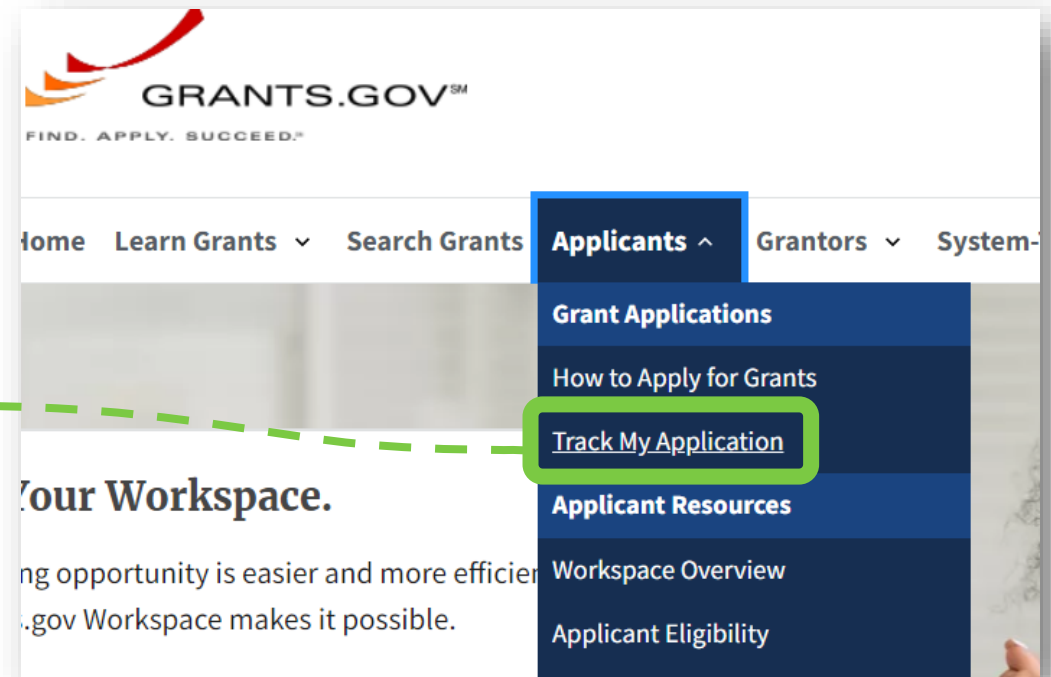 GRANTS.GOV℠
FIND. APPLY. SUCCEED.℠
Home Learn Grants Search Grants Applicants Grantors System-
Grant Applications
How to Apply for Grants
Track My Application
Your Workspace.
Applicant Resources
ng opportunity is easier and more efficien
Workspace Overview
s.gov Workspace makes it possible.
Applicant Eligibility